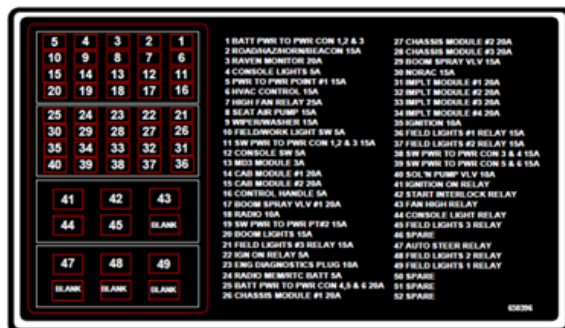 5 4 3 2 1
10 9 8 7 6
15 14 13 12 11
20 19 18 17 16
25 24 23 22 21
30 29 28 27 26
35 34 33 32 31
40 39 38 37 36
41 42 43
44 45 BLANK
47 48 49
BLANK BLANK BLANK
1 BATT PWR TO PWR CON 1,2 & 3
2 ROAD/HAZ/HORN/BEACON 15A
3 RAVEN MONITOR 20A
4 CONSOLE LIGHTS 5A
5 PWR TO PWR POINT #1 15A
6 HVAC CONTROL 15A
7 HIGH FAN RELAY 25A
8 SEAT AIR PUMP 15A
9 WIPER/WASHER 15A
10 FIELD/WORK LIGHT SW 5A
11 SW PWR TO PWR CON 1,2 & 3 15A
12 CONSOLE SW 5A
13 MD3 MODULE 3A
14 CAB MODULE #1 20A
15 CAB MODULE #2 20A
16 CONTROL HANDLE 5A
17 BOOM SPRAY VLV #1 20A
18 RADIO 10A
19 SW PWR TO PWR PT#2 15A
20 BOOM LIGHTS 15A
21 FIELD LIGHTS #3 RELAY 15A
22 IGN ON RELAY 5A
23 ENG DIAGNOSTICS PLUG 10A
24 RADIO MEM/RTC BATT 5A
25 BATT PWR TO PWR CON 4,5 & 6 20A
26 CHASSIS MODULE #1 20A
27 CHASSIS MODULE #2 20A
28 CHASSIS MODULE #3 20A
29 BOOM SPRAY VLV 15A
30 NORAC 15A
31 IMPLT MODULE #1 20A
32 IMPLT MODULE #2 20A
33 IMPLT MODULE #3 20A
34 IMPLT MODULE #4 20A
35 IGNITION 10A
36 FIELD LIGHTS #1 RELAY 15A
37 FIELD LIGHTS #2 RELAY 15A
38 SW PWR TO PWR CON 3 & 4 15A
39 SW PWR TO PWR CON 5 & 6 15A
40 SOL'N PUMP VLV 10A
41 IGNITION ON RELAY
42 START INTERLOCK RELAY
43 FAN HIGH RELAY
44 CONSOLE LIGHT RELAY
45 FIELD LIGHTS 3 RELAY
46 SPARE
47 AUTO STEER RELAY
48 FIELD LIGHTS 2 RELAY
49 FIELD LIGHTS 1 RELAY
50 SPARE
51 SPARE
52 SPARE
650396